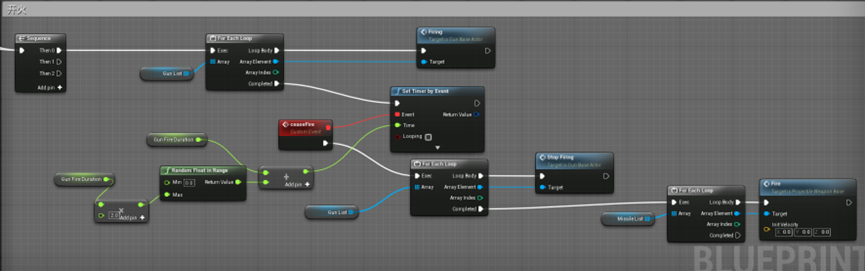 开火
Sequence
Then 0
Then 1
Then 2
Add pin
For Each Loop
Exec Loop Body
Array Array Element
Array Index
Completed
Gun List
Firing
Target is Gun Base Actor
Target
Set Timer by Event
Event Return Value
Time
Looping
ceaseFire
Custom Event
Gun Fire Duration
Gun Fire Duration
2.0
Add pin
Random Float in Range
Min 0.0 Return Value
Max
Add pin
For Each Loop
Exec Loop Body
Array Array Element
Array Index
Completed
Gun List
Stop Firing
Target is Gun Base Actor
Target
For Each Loop
Exec Loop Body
Array Array Element
Array Index
Completed
Missile List
Fire
Target is Projectile Weapon Base
Target
Init Velocity
X 0.0 Y 0.0 Z 0.0
BLUEPRINT